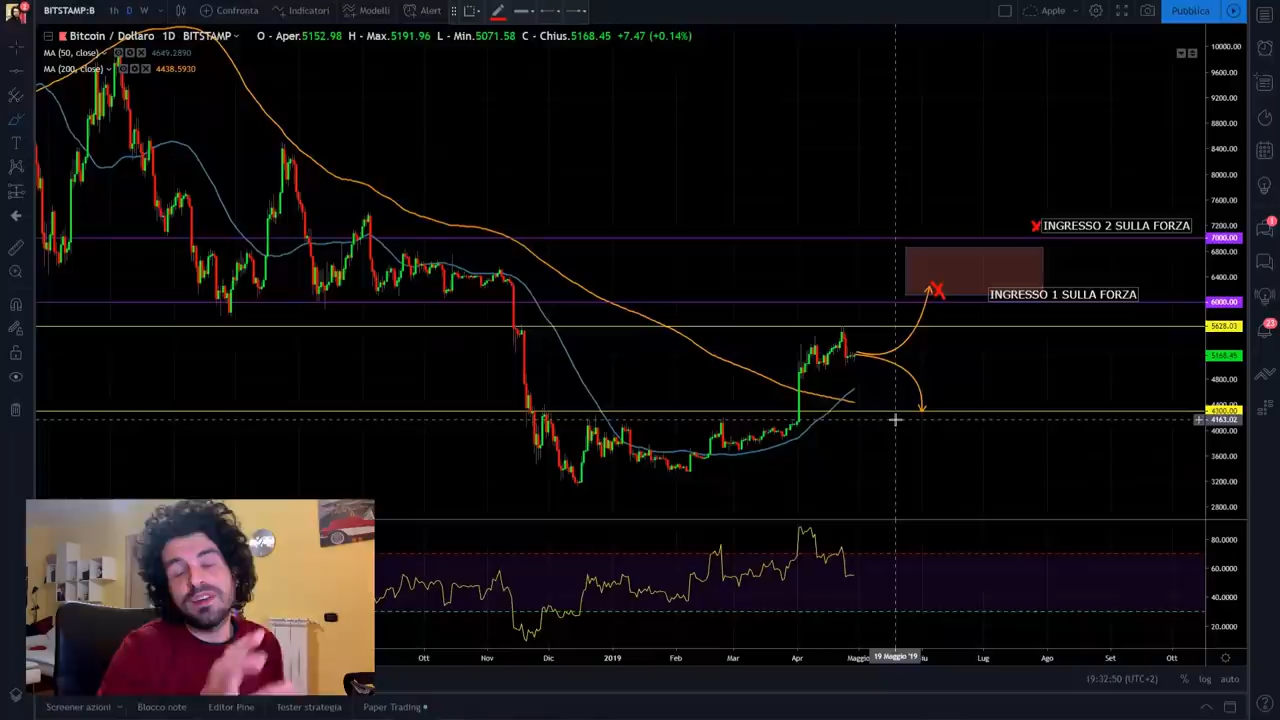 BITSTAMP:B 1h D W Confronta Indicatori Modelli Alert Apple Pubblica
Bitcoin / Dollaro 1D BITSTAMP O - Aper.5152.98 H - Max.5191.96 L - Min.5071.58 C - Chius.5168.45 +7.47 (+0.14%)
MA (50, close) 4649.2890
MA (200, close) 4438.5930
10000.00
9600.00
9200.00
8800.00
8400.00
8000.00
7600.00
7200.00
INGRESSO 2 SULLA FORZA
7000.00
6800.00
6400.00
INGRESSO 1 SULLA FORZA
6000.00
5628.03
5168.45
4800.00
4300.00
4163.02
4000.00
3600.00
3200.00
2800.00
80.0000
60.0000
40.0000
20.0000
Ott Nov Dic 2019 Feb Mar Apr Maggio 19 Maggio '19 Lug Ago Set Ott
19:32:50 (UTC+2) % log auto
Screener azioni Blocco note Editor Pine Tester strategia Paper Trading